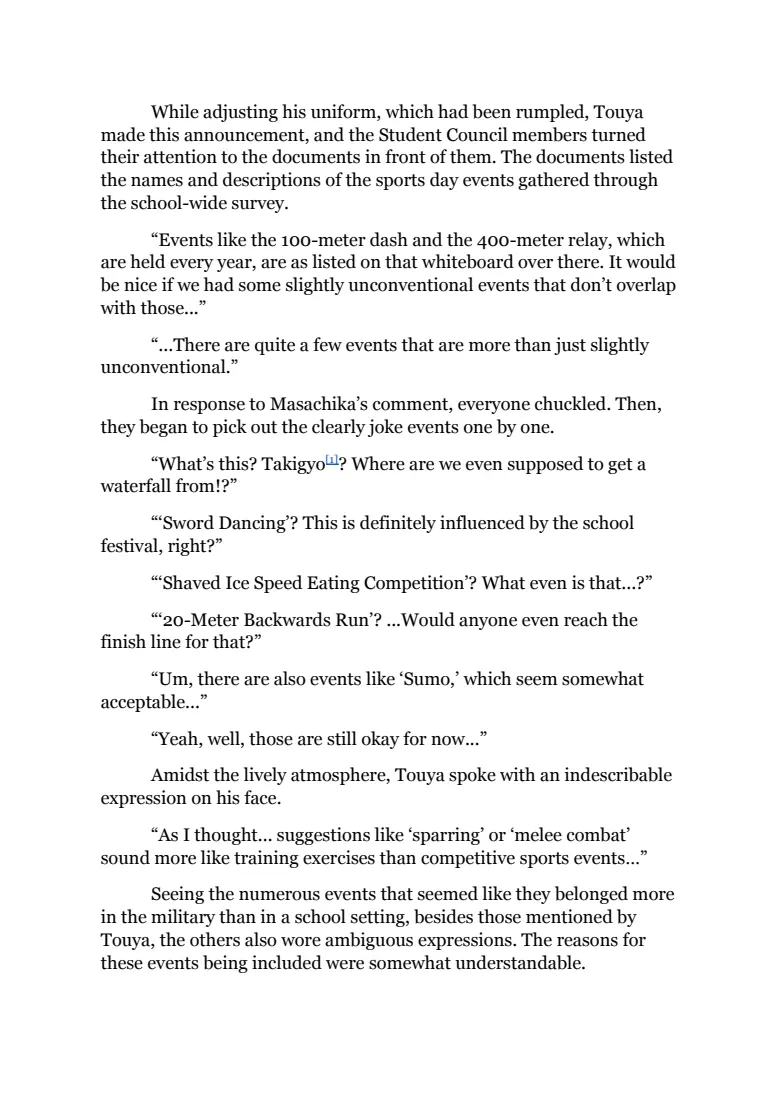 While adjusting his uniform, which had been rumpled, Touya
made this announcement, and the Student Council members turned
their attention to the documents in front of them. The documents listed
the names and descriptions of the sports day events gathered through
the school-wide survey.
“Events like the 100-meter dash and the 400-meter relay, which
are held every year, are as listed on that whiteboard over there. It would
be nice if we had some slightly unconventional events that don’t overlap
with those...”
“...There are quite a few events that are more than just slightly
unconventional.”
In response to Masachika’s comment, everyone chuckled. Then,
they began to pick out the clearly joke events one by one.
“What’s this? Takigyo[1]? Where are we even supposed to get a
waterfall from!?”
“‘Sword Dancing’? This is definitely influenced by the school
festival, right?”
“‘Shaved Ice Speed Eating Competition’? What even is that...?”
“‘20-Meter Backwards Run’? ...Would anyone even reach the
finish line for that?”
“Um, there are also events like ‘Sumo,’ which seem somewhat
acceptable...”
“Yeah, well, those are still okay for now...”
Amidst the lively atmosphere, Touya spoke with an indescribable
expression on his face.
“As I thought... suggestions like ‘sparring’ or ‘melee combat’
sound more like training exercises than competitive sports events...”
Seeing the numerous events that seemed like they belonged more
in the military than in a school setting, besides those mentioned by
Touya, the others also wore ambiguous expressions. The reasons for
these events being included were somewhat understandable.